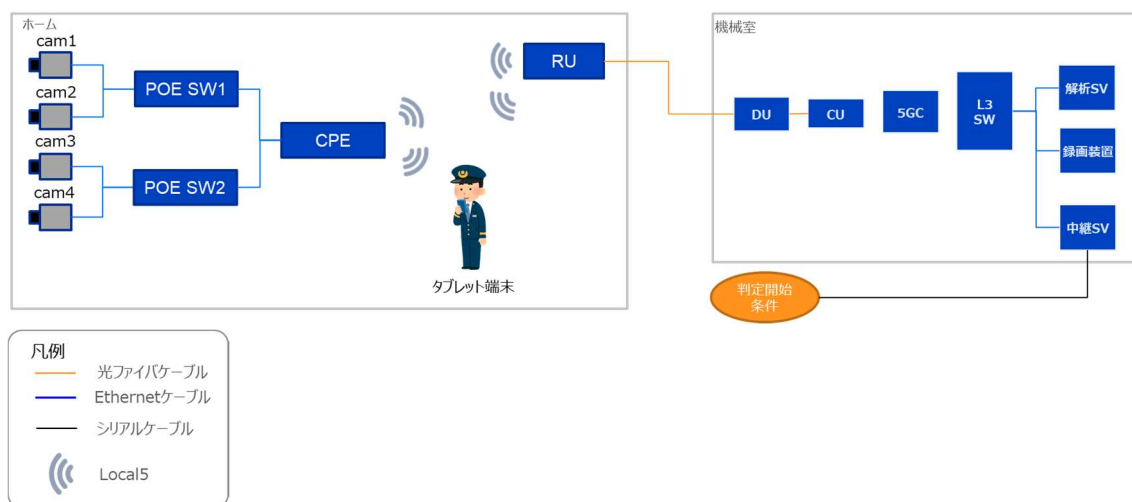 ホーム
cam1
cam2
cam3
cam4
POE SW1
POE SW2
CPE
RU
タブレット端末
機械室
DU
CU
5GC
L3
SW
解析SV
録画装置
中継SV
判定開始
条件
凡例
光ファイバケーブル
Ethernetケーブル
シリアルケーブル
Local5